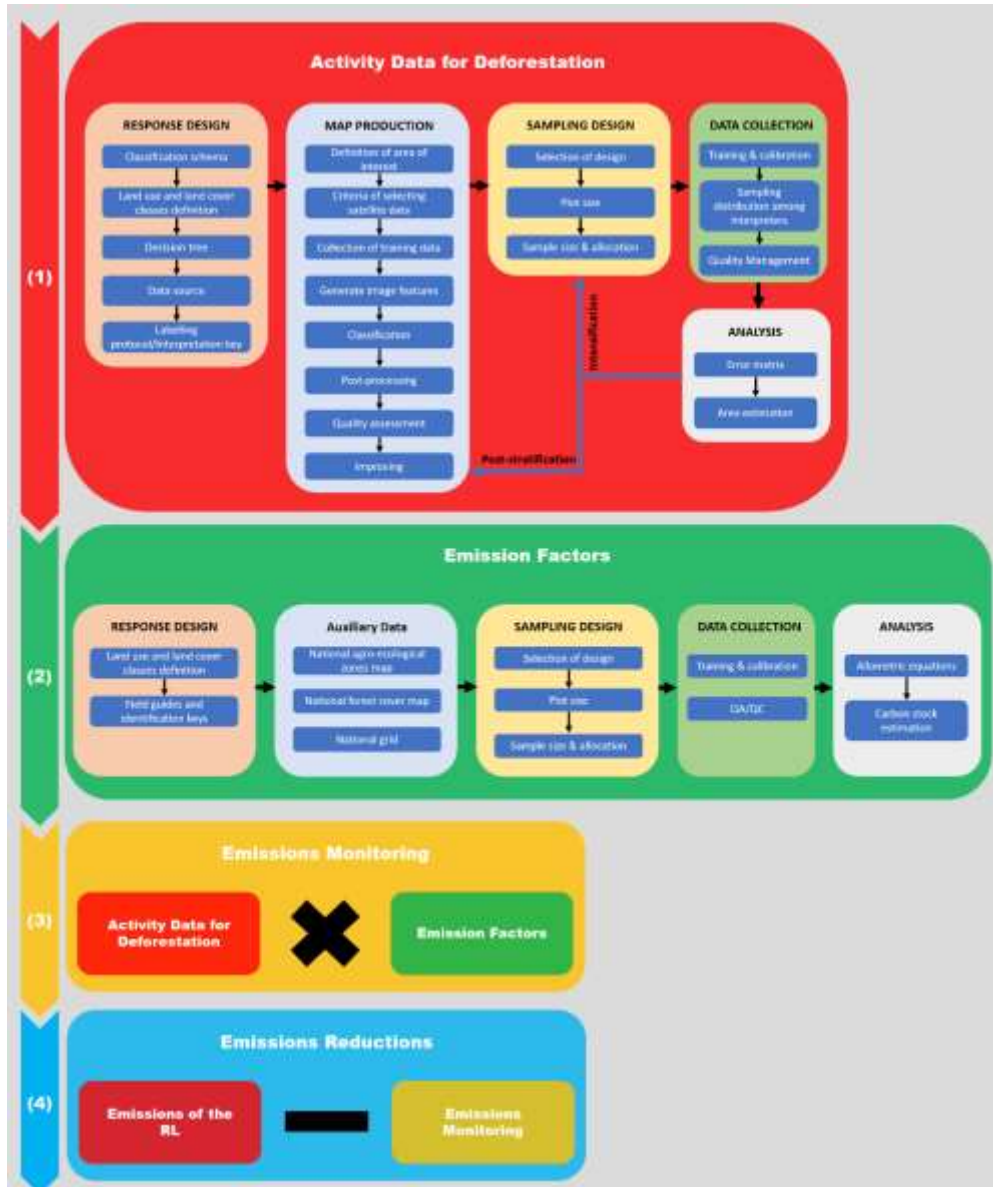 (1)
Activity Data for Deforestation
RESPONSE DESIGN
Classification schema
Land use and land cover
classes definition
Decision tree
Data source
Labelling
protocol/Interpretation key
MAP PRODUCTION
Definition of area of
interest
Criteria of selecting
satellite data
Collection of training data
Generate image features
Classification
Post-processing
Quality assessment
Improving
SAMPLING DESIGN
Selection of design
Plot size
Sample size & allocation
DATA COLLECTION
Training & calibration
Sampling
distribution among
interpreters
Quality Management
ANALYSIS
Error matrix
Area estimation
Intensification
Post-stratification
(2)
Emission Factors
RESPONSE DESIGN
Land use and land cover
classes definition
Field guides and
identification keys
Auxiliary Data
National agro-ecological
zones map
National forest cover map
National grid
SAMPLING DESIGN
Selection of design
Plot size
Sample size & allocation
DATA COLLECTION
Training & calibration
QA/QC
ANALYSIS
Allometric equations
Carbon stock
estimation
(3)
Emissions Monitoring
Activity Data for
Deforestation
Emission Factors
(4)
Emissions Reductions
Emissions of the
RL
Emissions
Monitoring